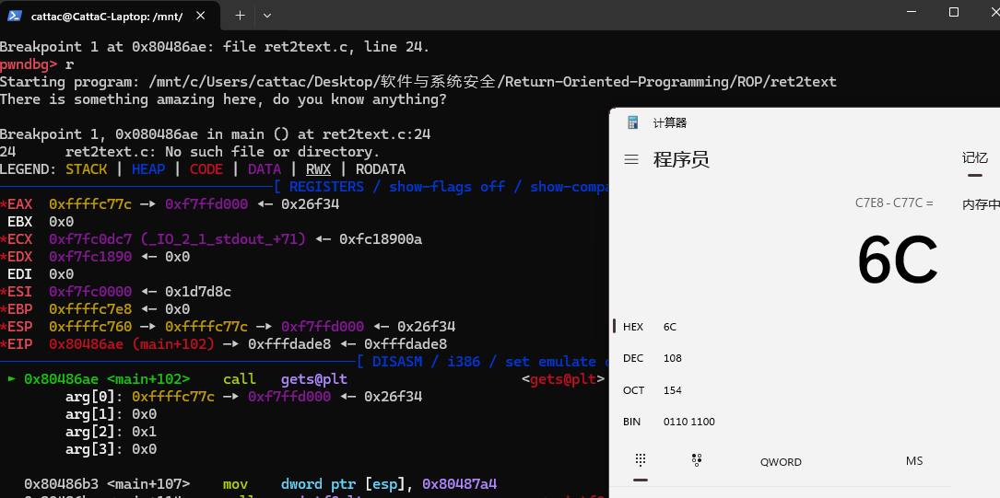 cattac@CattaC-Laptop: /mnt/
Breakpoint 1 at 0x80486ae: file ret2text.c, line 24.
pwndbg> r
Starting program: /mnt/c/Users/cattac/Desktop/软件与系统安全/Return-Oriented-Programming/ROP/ret2text
There is something amazing here, do you know anything?
Breakpoint 1, 0x080486ae in main () at ret2text.c:24
24      ret2text.c: No such file or directory.
LEGEND: STACK | HEAP | CODE | DATA | RWX | RODATA
[ REGISTERS / show-flags off / show-compa
*EAX  0xffffc77c —▸ 0xf7ffd000 ◂— 0x26f34
 EBX  0x0
*ECX  0xf7fc0dc7 (_IO_2_1_stdout_+71) ◂— 0xfc18900a
*EDX  0xf7fc1890 ◂— 0x0
 EDI  0x0
*ESI  0xf7fc0000 ◂— 0x1d7d8c
*EBP  0xffffc7e8 ◂— 0x0
*ESP  0xffffc760 —▸ 0xffffc77c —▸ 0xf7ffd000 ◂— 0x26f34
*EIP  0x80486ae (main+102) —▸ 0xfffdade8 ◂— 0xfffdade8
[ DISASM / i386 / set emulate
► 0x80486ae <main+102>    call   gets@plt                    <gets@plt>
arg[0]: 0xffffc77c —▸ 0xf7ffd000 ◂— 0x26f34
arg[1]: 0x0
arg[2]: 0x1
arg[3]: 0x0
0x80486b3 <main+107>    mov    dword ptr [esp], 0x80487a4
计算器
程序员
记忆
C7E8 - C77C =
内存中
6C
HEX 6C
DEC 108
OCT 154
BIN 0110 1100
QWORD
MS